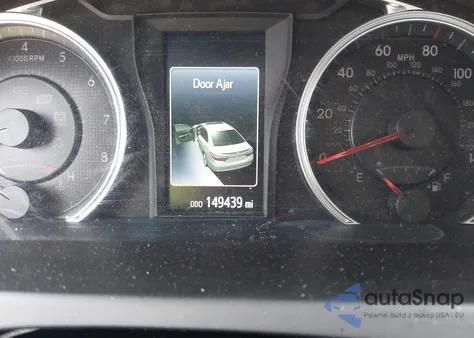 4 5 6 7 8
x1000 RPM
H
Door Ajar
ODO 149439 mi
0 20 40 60 80 100
MPH
E F
autoSnap
Pewne auta z aukcji USA i EU